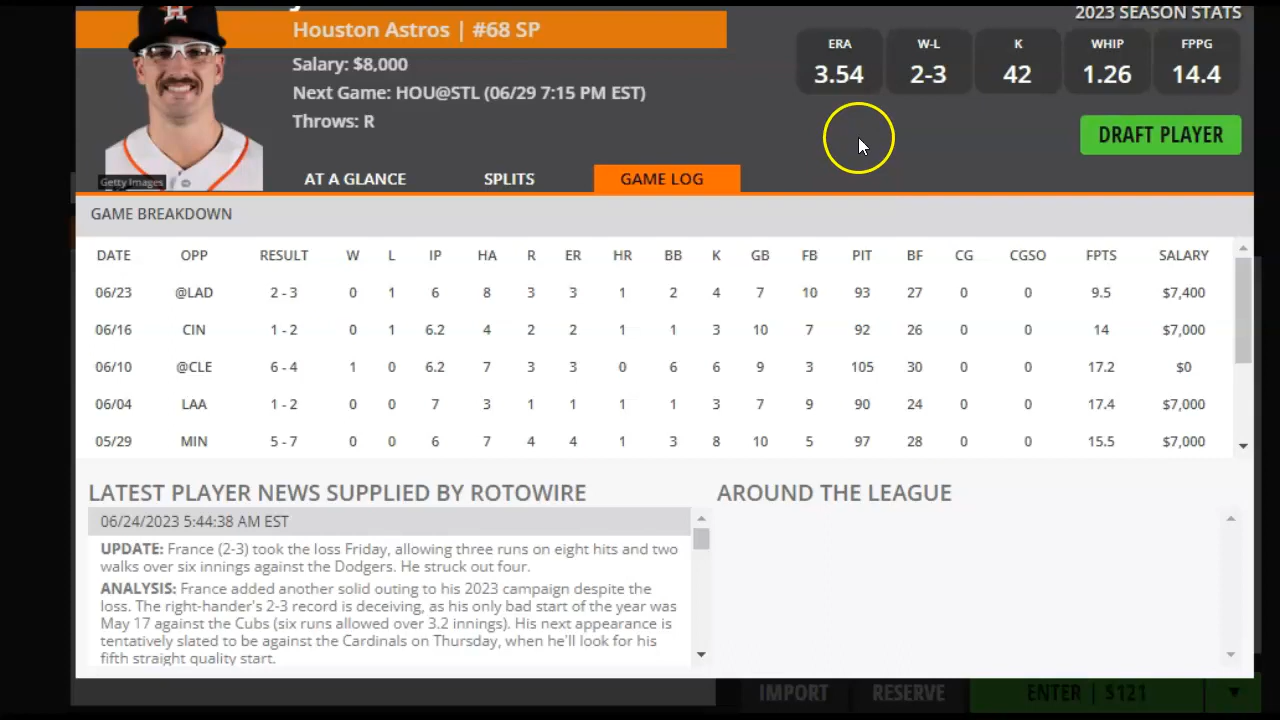 2023 SEASON STATS
Houston Astros | #68 SP
Salary: $8,000
Next Game: HOU@STL (06/29 7:15 PM EST)
Throws: R
ERA W-L K WHIP FPPG
3.54 2-3 42 1.26 14.4
DRAFT PLAYER
Getty Images
AT A GLANCE SPLITS GAME LOG
GAME BREAKDOWN
DATE OPP RESULT W L IP HA R ER HR BB K GB FB PIT BF CG CGSO FPTS SALARY
06/23 @LAD 2 - 3 0 1 6 8 3 3 1 2 4 7 10 93 27 0 0 9.5 $7,400
06/16 CIN 1 - 2 0 1 6.2 4 2 2 1 1 3 10 7 92 26 0 0 14 $7,000
06/10 @CLE 6 - 4 1 0 6.2 7 3 3 0 6 6 9 3 105 30 0 0 17.2 $0
06/04 LAA 1 - 2 0 0 7 3 1 1 1 1 3 7 9 90 24 0 0 17.4 $7,000
05/29 MIN 5 - 7 0 0 6 7 4 4 1 3 8 10 5 97 28 0 0 15.5 $7,000
LATEST PLAYER NEWS SUPPLIED BY ROTOWIRE
06/24/2023 5:44:38 AM EST
UPDATE: France (2-3) took the loss Friday, allowing three runs on eight hits and two
walks over six innings against the Dodgers. He struck out four.
ANALYSIS: France added another solid outing to his 2023 campaign despite the
loss. The right-hander's 2-3 record is deceiving, as his only bad start of the year was
May 17 against the Cubs (six runs allowed over 3.2 innings). His next appearance is
tentatively slated to be against the Cardinals on Thursday, when he'll look for his
fifth straight quality start.
AROUND THE LEAGUE
IMPORT RESERVE ENTER | $121